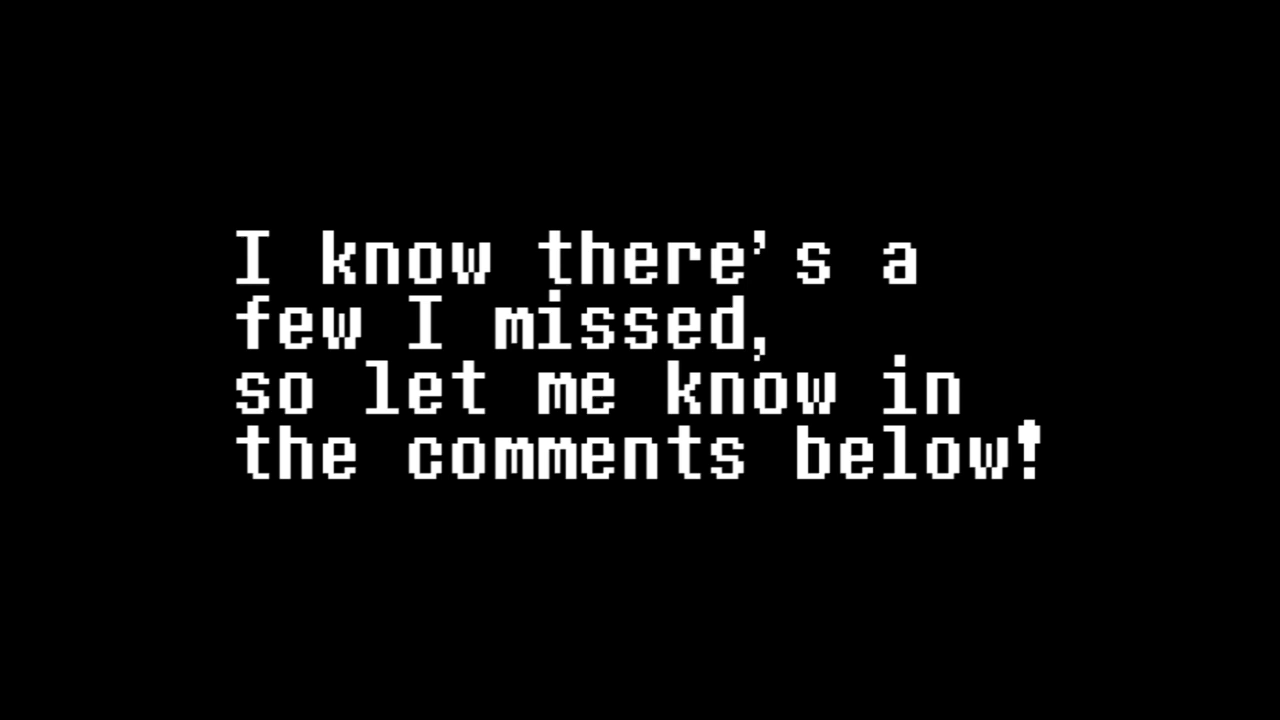 I know there's a
few I missed,
so let me know in
the comments below!